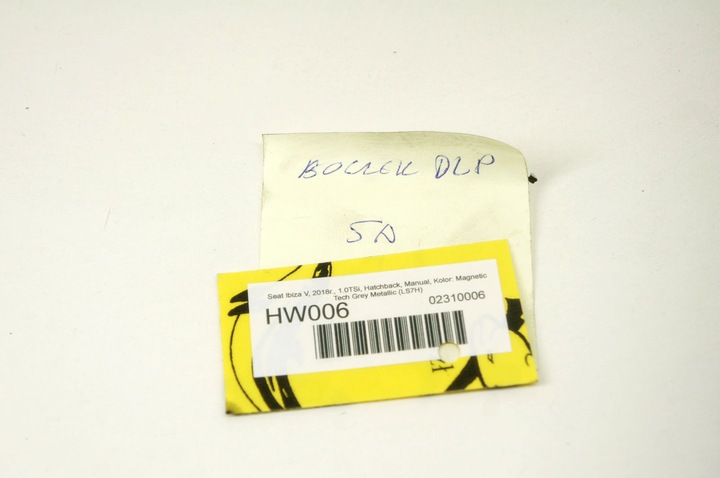 BOCZEK DLP
5D
Seat Ibiza V, 2018r., 1.0TSi, Hatchback, Manual, Kolor: Magnetic
Tech Grey Metallic (LS7H)
HW006
02310006